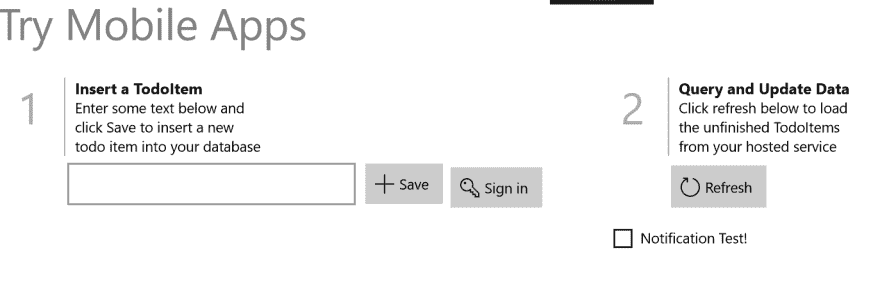 Try Mobile Apps
1
Insert a TodoItem
Enter some text below and
click Save to insert a new
todo item into your database
Save
Sign in
2
Query and Update Data
Click refresh below to load
the unfinished TodoItems
from your hosted service
Refresh
Notification Test!